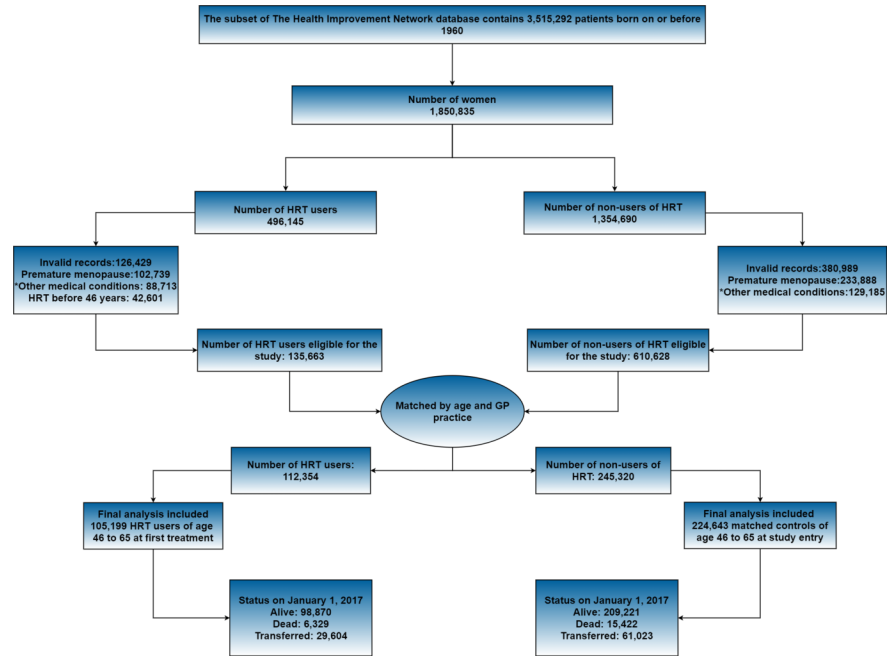 The subset of The Health Improvement Network database contains 3,515,292 patients born on or before
1960
Number of women
1,850,835
Number of HRT users
496,145
Number of non-users of HRT
1,354,690
Invalid records:126,429
Premature menopause:102,739
*Other medical conditions: 88,713
HRT before 46 years: 42,601
Invalid records:380,989
Premature menopause:233,888
*Other medical conditions:129,185
Number of HRT users eligible for the
study: 135,663
Number of non-users of HRT eligible
for the study: 610,628
Matched by age and GP
practice
Number of HRT users:
112,354
Number of non-users of
HRT: 245,320
Final analysis included
105,199 HRT users of age
46 to 65 at first treatment
Final analysis included
224,643 matched controls of
age 46 to 65 at study entry
Status on January 1, 2017
Alive: 98,870
Dead: 6,329
Transferred: 29,604
Status on January 1, 2017
Alive: 209,221
Dead: 15,422
Transferred: 61,023